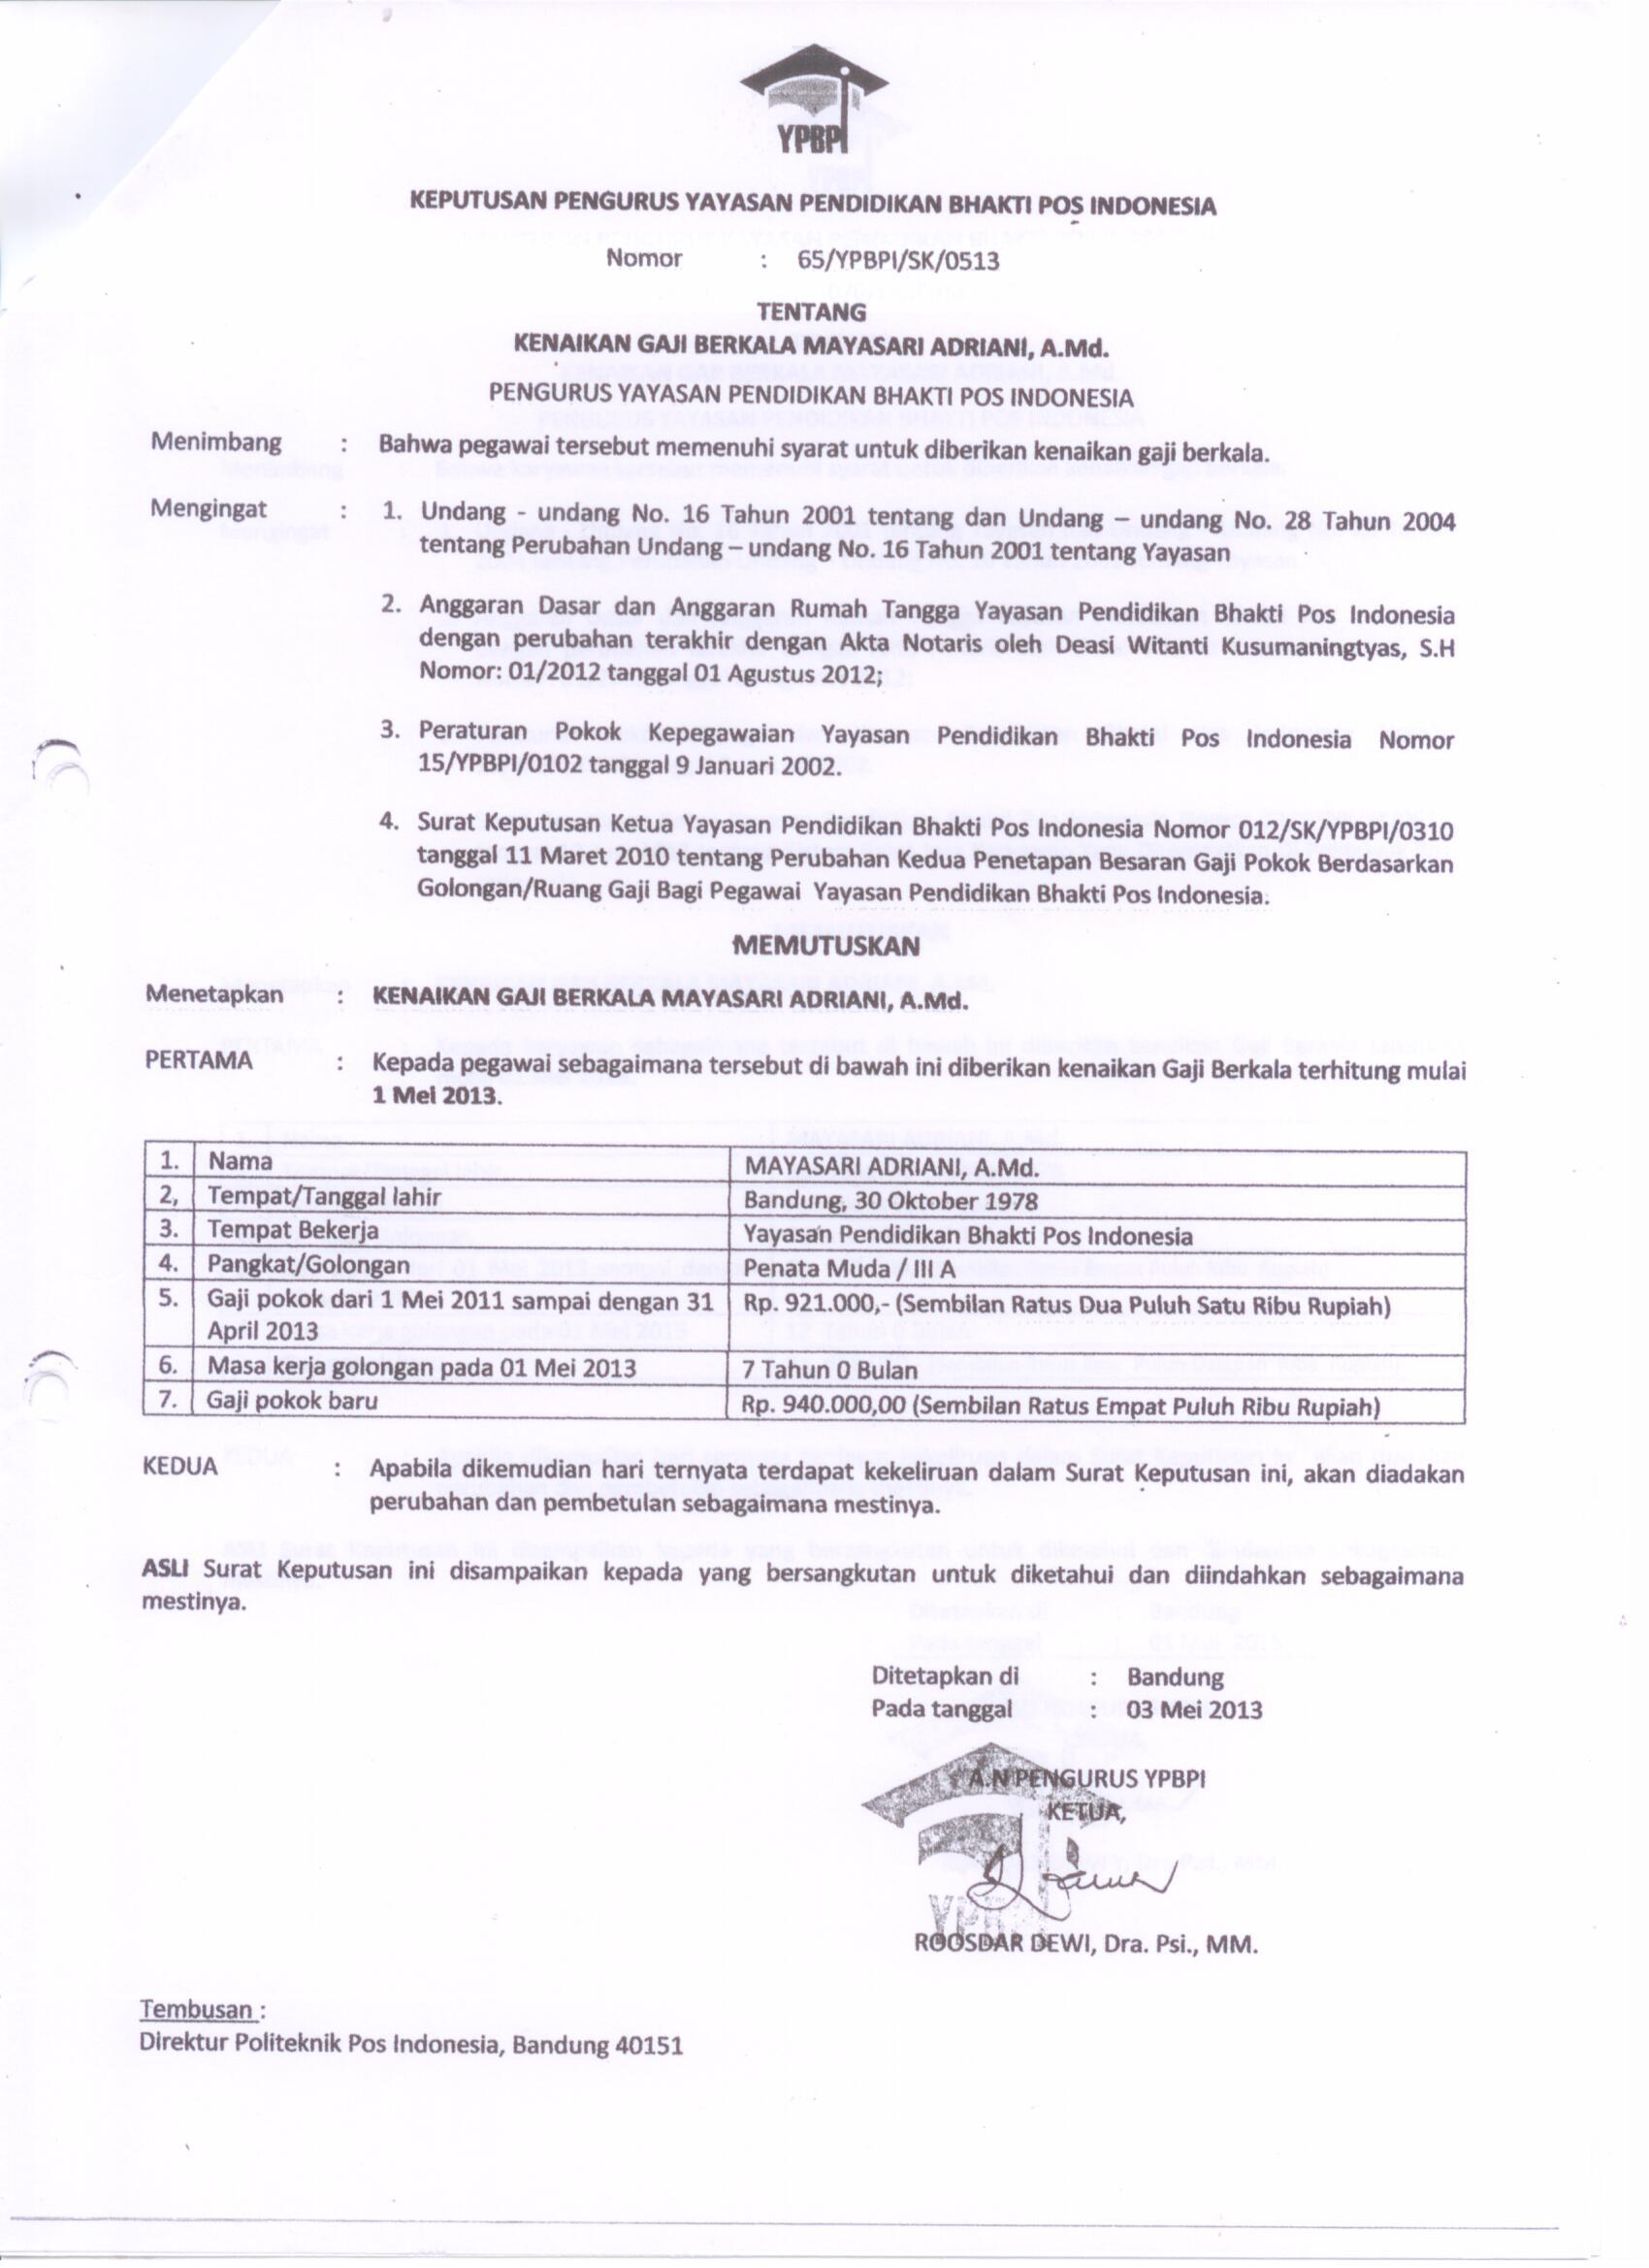 YPBPI
KEPUTUSAN PENGURUS YAYASAN PENDIDIKAN BHAKTI POS INDONESIA
Nomor : 65/YPBPI/SK/0513
TENTANG
KENAIKAN GAJI BERKALA MAYASARI ADRIANI, A.Md.
PENGURUS YAYASAN PENDIDIKAN BHAKTI POS INDONESIA
Menimbang : Bahwa pegawai tersebut memenuhi syarat untuk diberikan kenaikan gaji berkala.
Mengingat : 1. Undang - undang No. 16 Tahun 2001 tentang dan Undang – undang No. 28 Tahun 2004
tentang Perubahan Undang – undang No. 16 Tahun 2001 tentang Yayasan
2. Anggaran Dasar dan Anggaran Rumah Tangga Yayasan Pendidikan Bhakti Pos Indonesia
dengan perubahan terakhir dengan Akta Notaris oleh Deasi Witanti Kusumaningtyas, S.H
Nomor: 01/2012 tanggal 01 Agustus 2012;
3. Peraturan Pokok Kepegawaian Yayasan Pendidikan Bhakti Pos Indonesia Nomor
15/YPBPI/0102 tanggal 9 Januari 2002.
4. Surat Keputusan Ketua Yayasan Pendidikan Bhakti Pos Indonesia Nomor 012/SK/YPBPI/0310
tanggal 11 Maret 2010 tentang Perubahan Kedua Penetapan Besaran Gaji Pokok Berdasarkan
Golongan/Ruang Gaji Bagi Pegawai Yayasan Pendidikan Bhakti Pos Indonesia.
MEMUTUSKAN
Menetapkan : KENAIKAN GAJI BERKALA MAYASARI ADRIANI, A.Md.
PERTAMA : Kepada pegawai sebagaimana tersebut di bawah ini diberikan kenaikan Gaji Berkala terhitung mulai
1 Mei 2013.
1. Nama MAYASARI ADRIANI, A.Md.
2, Tempat/Tanggal lahir Bandung, 30 Oktober 1978
3. Tempat Bekerja Yayasan Pendidikan Bhakti Pos Indonesia
4. Pangkat/Golongan Penata Muda / III A
5. Gaji pokok dari 1 Mei 2011 sampai dengan 31 Rp. 921.000,- (Sembilan Ratus Dua Puluh Satu Ribu Rupiah)
April 2013
6. Masa kerja golongan pada 01 Mei 2013 7 Tahun 0 Bulan
7. Gaji pokok baru Rp. 940.000,00 (Sembilan Ratus Empat Puluh Ribu Rupiah)
KEDUA : Apabila dikemudian hari ternyata terdapat kekeliruan dalam Surat Keputusan ini, akan diadakan
perubahan dan pembetulan sebagaimana mestinya.
ASLI Surat Keputusan ini disampaikan kepada yang bersangkutan untuk diketahui dan diindahkan sebagaimana
mestinya.
Ditetapkan di : Bandung
Pada tanggal : 03 Mei 2013
A.N PENGURUS YPBPI
KETUA,
ROOSDAR DEWI, Dra. Psi., MM.
Tembusan :
Direktur Politeknik Pos Indonesia, Bandung 40151